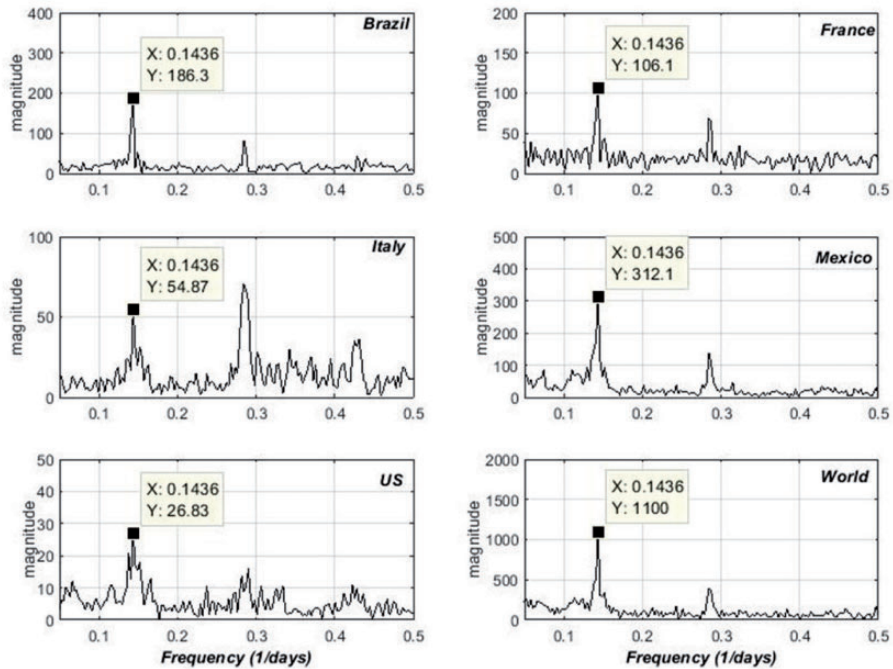 Brazil
magnitude
400
300
200
100
0
X: 0.1436
Y: 186.3
0.1 0.2 0.3 0.4 0.5
France
magnitude
200
150
100
50
0
X: 0.1436
Y: 106.1
0.1 0.2 0.3 0.4 0.5
Italy
magnitude
100
50
0
X: 0.1436
Y: 54.87
0.1 0.2 0.3 0.4 0.5
Mexico
magnitude
500
400
300
200
100
0
X: 0.1436
Y: 312.1
0.1 0.2 0.3 0.4 0.5
US
magnitude
50
40
30
20
10
0
X: 0.1436
Y: 26.83
0.1 0.2 0.3 0.4 0.5
Frequency (1/days)
World
magnitude
2000
1500
1000
500
0
X: 0.1436
Y: 1100
0.1 0.2 0.3 0.4 0.5
Frequency (1/days)